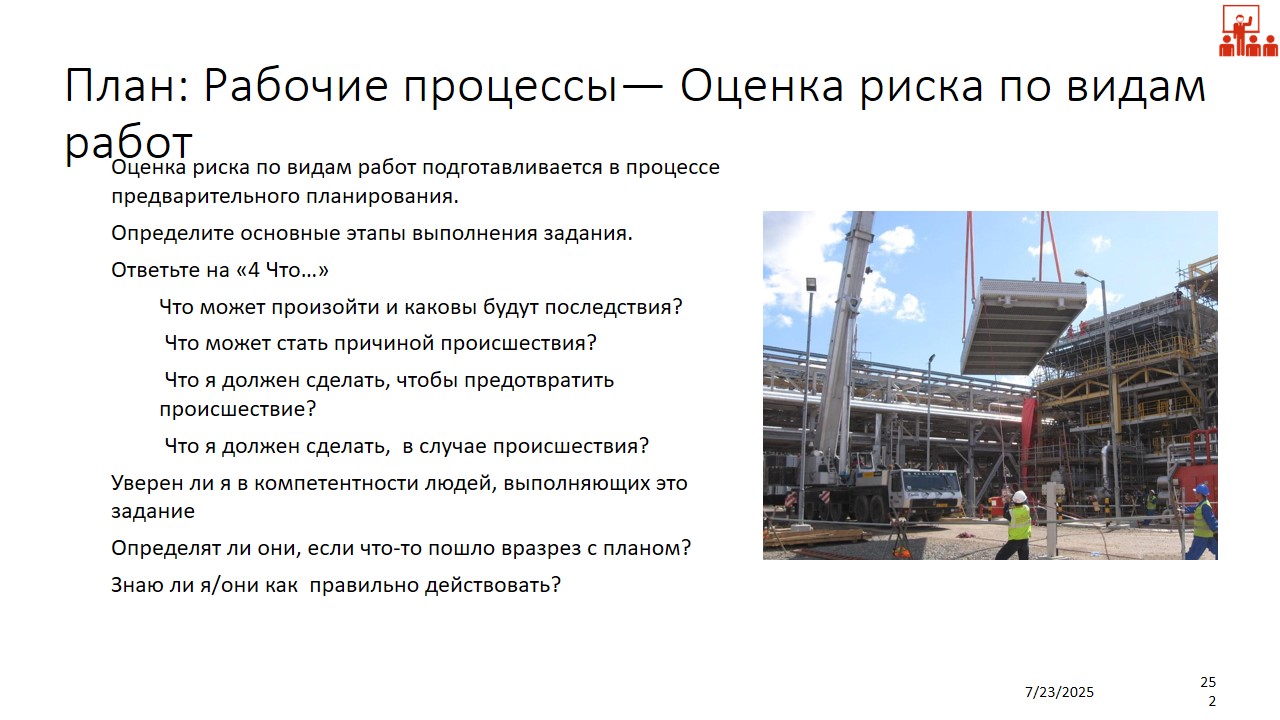 План: Рабочие процессы— Оценка риска по видам
работ
Оценка риска по видам работ подготавливается в процессе
предварительного планирования.
Определите основные этапы выполнения задания.
Ответьте на «4 Что…»
Что может произойти и каковы будут последствия?
Что может стать причиной происшествия?
Что я должен сделать, чтобы предотвратить
происшествие?
Что я должен сделать,  в случае происшествия?
Уверен ли я в компетентности людей, выполняющих это
задание
Определят ли они, если что-то пошло вразрез с планом?
Знаю ли я/они как  правильно действовать?
7/23/2025
25
2